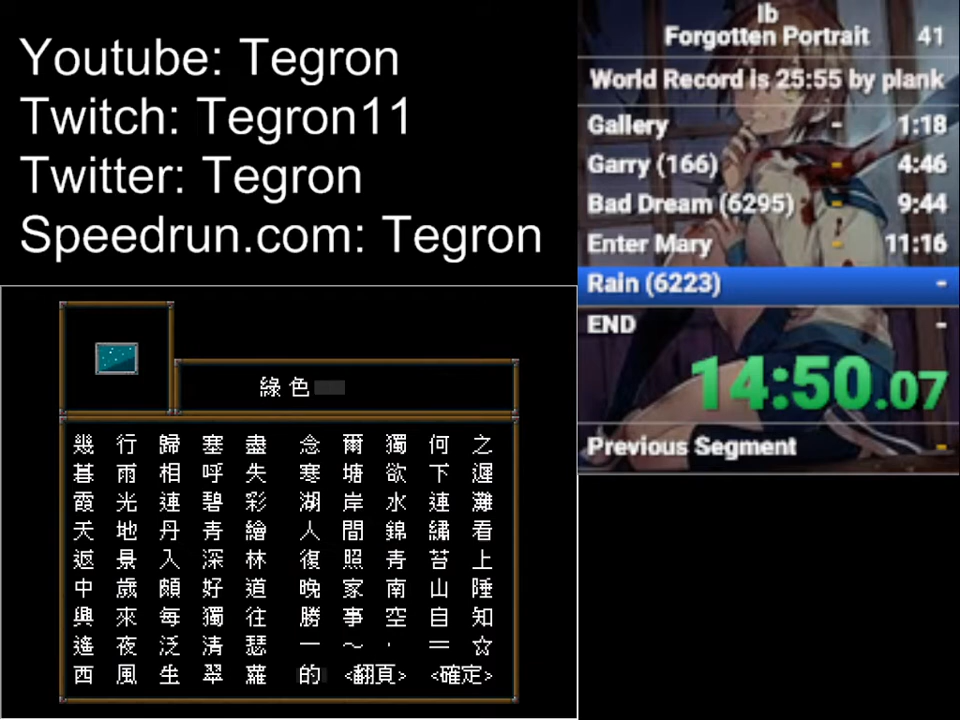 Youtube: Tegron
Twitch: Tegron11
Twitter: Tegron
Speedrun.com: Tegron
Ib
Forgotten Portrait 41
World Record is 25:55 by plank
Gallery - 1:18
Garry (166) - 4:46
Bad Dream (6295) - 9:44
Enter Mary - 11:16
Rain (6223) -
END -
14:50.07
Previous Segment -
綠色
幾行歸塞盡 念爾獨何之
暮雨相呼失 寒塘欲下遲
霞光連碧彩 湖岸水連灘
天地丹青繪 人間錦繡看
返景入深林 復照青苔上
中歲頗好道 晚家南山陲
興來每獨往 勝事空自知
遙夜泛清瑟 一～·＝☆
西風生翠蘿 的 <翻頁> <確定>